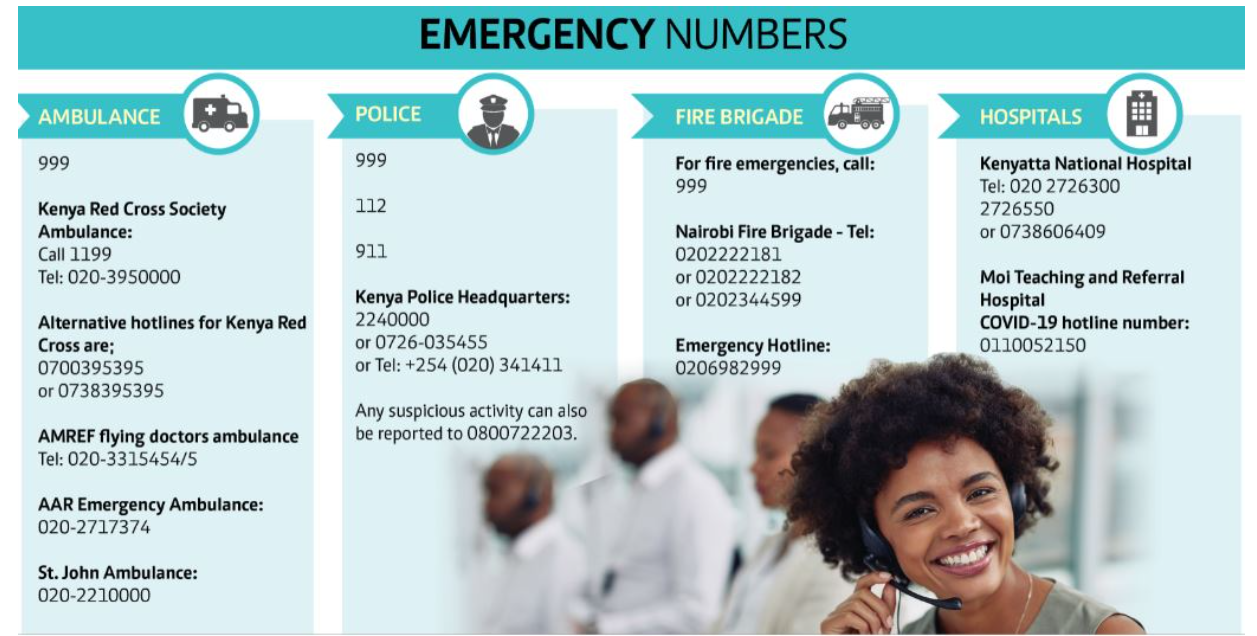 EMERGENCY NUMBERS
AMBULANCE
999
Kenya Red Cross Society
Ambulance:
Call 1199
Tel: 020-3950000
Alternative hotlines for Kenya Red
Cross are;
0700395395
or 0738395395
AMREF flying doctors ambulance
Tel: 020-3315454/5
AAR Emergency Ambulance:
020-2717374
St. John Ambulance:
020-2210000
POLICE
999
112
911
Kenya Police Headquarters:
2240000
or 0726-035455
or Tel: +254 (020) 341411
Any suspicious activity can also
be reported to 0800722203.
FIRE BRIGADE
For fire emergencies, call:
999
Nairobi Fire Brigade - Tel:
0202222181
or 0202222182
or 0202344599
Emergency Hotline:
0206982999
HOSPITALS
Kenyatta National Hospital
Tel: 020 2726300
2726550
or 0738606409
Moi Teaching and Referral
Hospital
COVID-19 hotline number:
0110052150